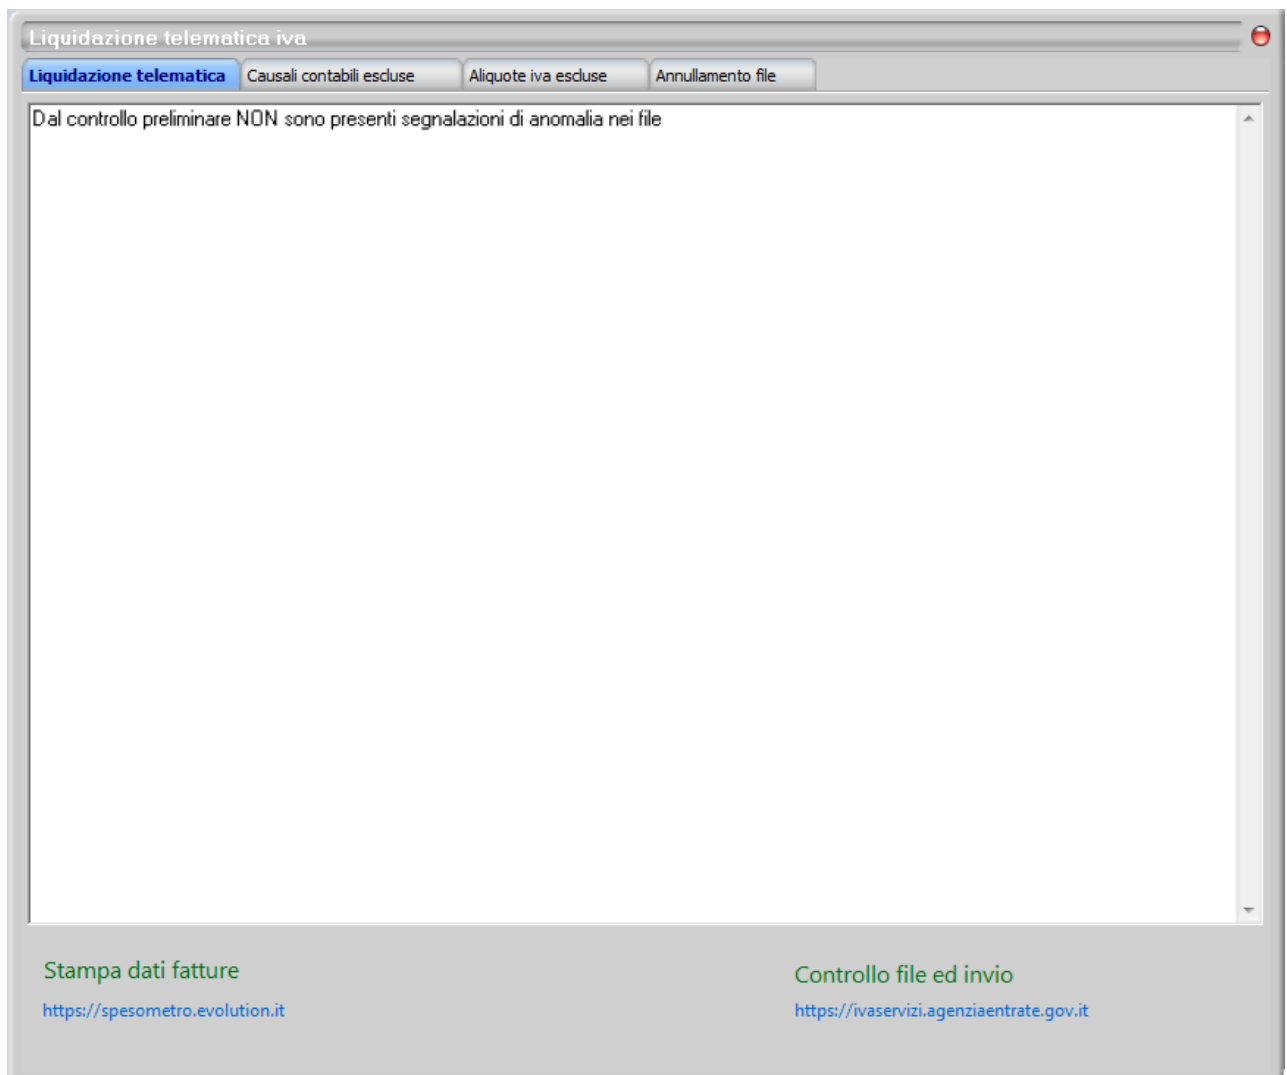 Liquidazione telematica iva
Liquidazione telematica Causali contabili escluse Aliquote iva escluse Annullamento file
Dal controllo preliminare NON sono presenti segnalazioni di anomalia nei file
Stampa dati fatture
Controllo file ed invio
https://spesometro.evolution.it
https://ivaservizi.agenziaentrate.gov.it